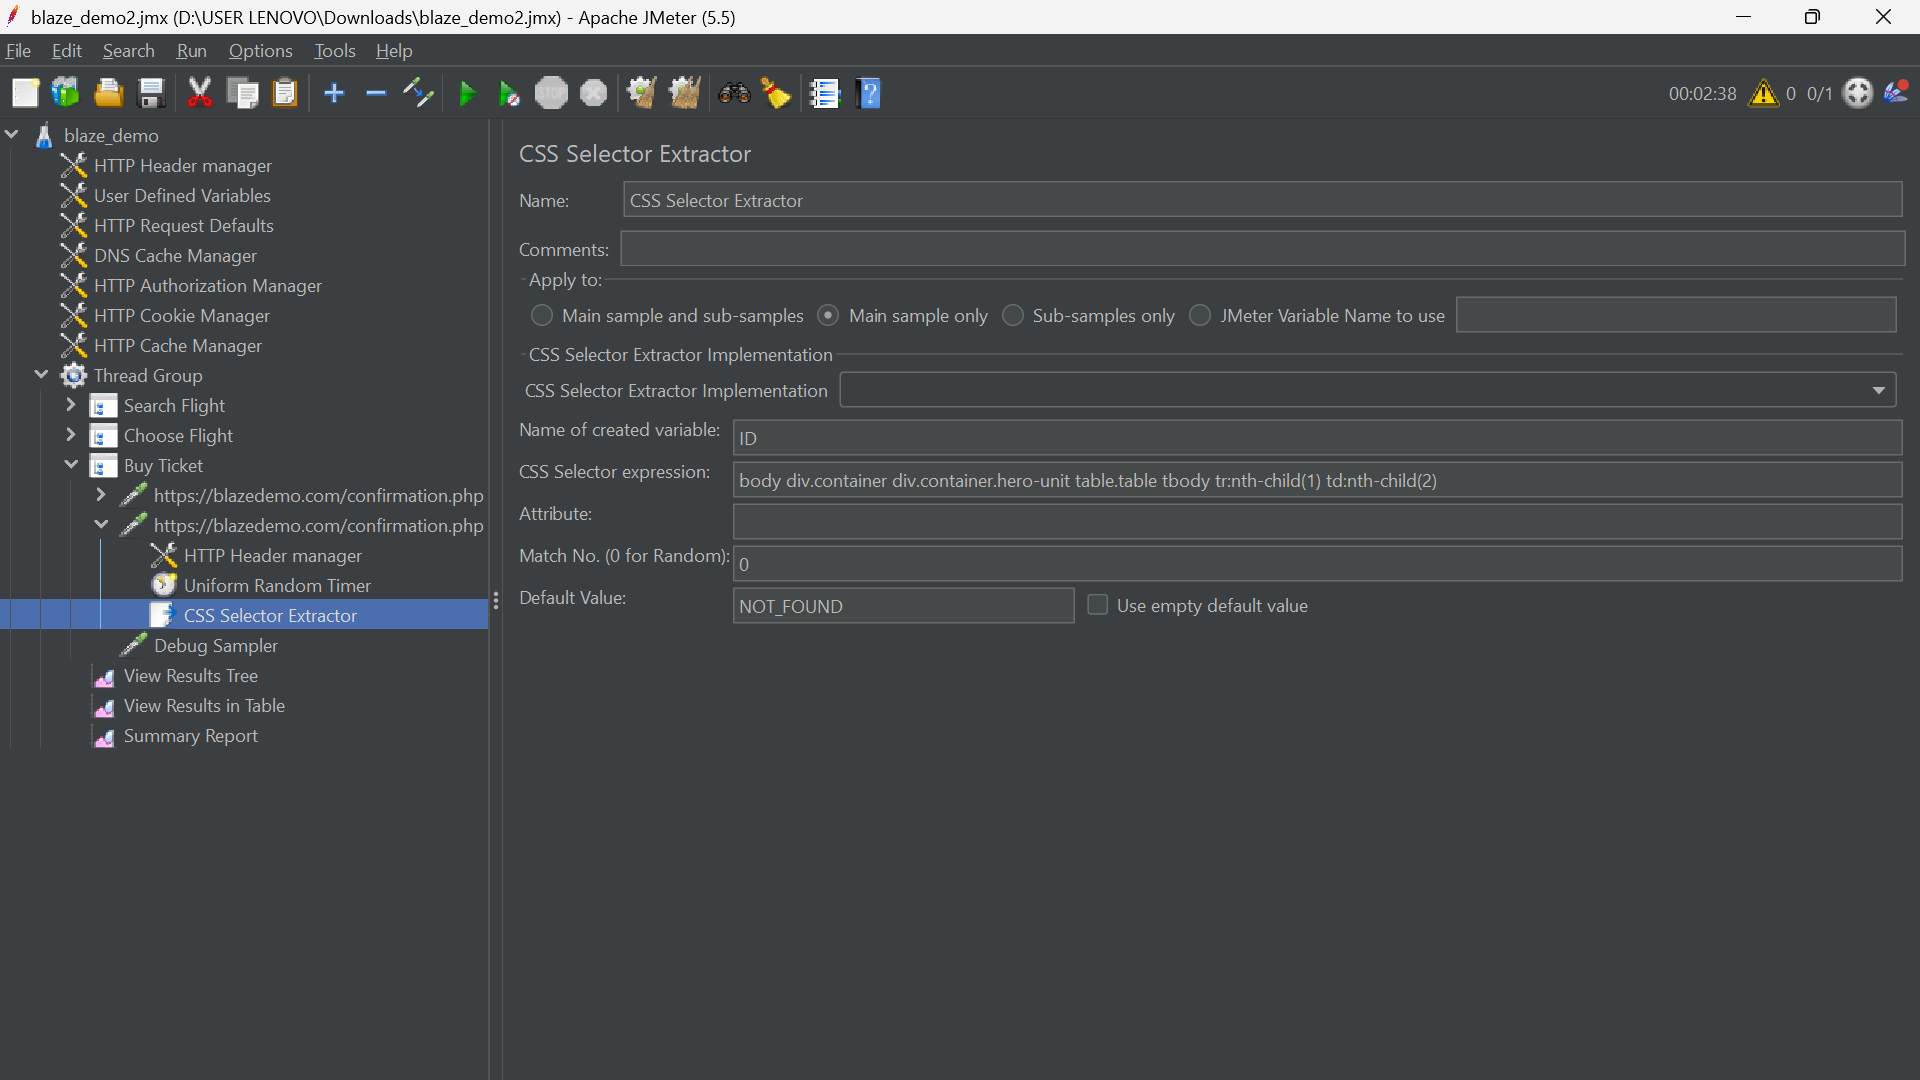 blaze_demo2.jmx (D:\USER LENOVO\Downloads\blaze_demo2.jmx) - Apache JMeter (5.5)
File Edit Search Run Options Tools Help
STOP
?
00:02:38 0 0/1
blaze_demo
HTTP Header manager
User Defined Variables
HTTP Request Defaults
DNS Cache Manager
HTTP Authorization Manager
HTTP Cookie Manager
HTTP Cache Manager
Thread Group
Search Flight
Choose Flight
Buy Ticket
https://blazedemo.com/confirmation.php
https://blazedemo.com/confirmation.php
HTTP Header manager
Uniform Random Timer
CSS Selector Extractor
Debug Sampler
View Results Tree
View Results in Table
Summary Report
CSS Selector Extractor
Name: CSS Selector Extractor
Comments:
Apply to:
Main sample and sub-samples Main sample only Sub-samples only JMeter Variable Name to use
CSS Selector Extractor Implementation
CSS Selector Extractor Implementation
Name of created variable: ID
CSS Selector expression: body div.container div.container.hero-unit table.table tbody tr:nth-child(1) td:nth-child(2)
Attribute:
Match No. (0 for Random): 0
Default Value: NOT_FOUND Use empty default value